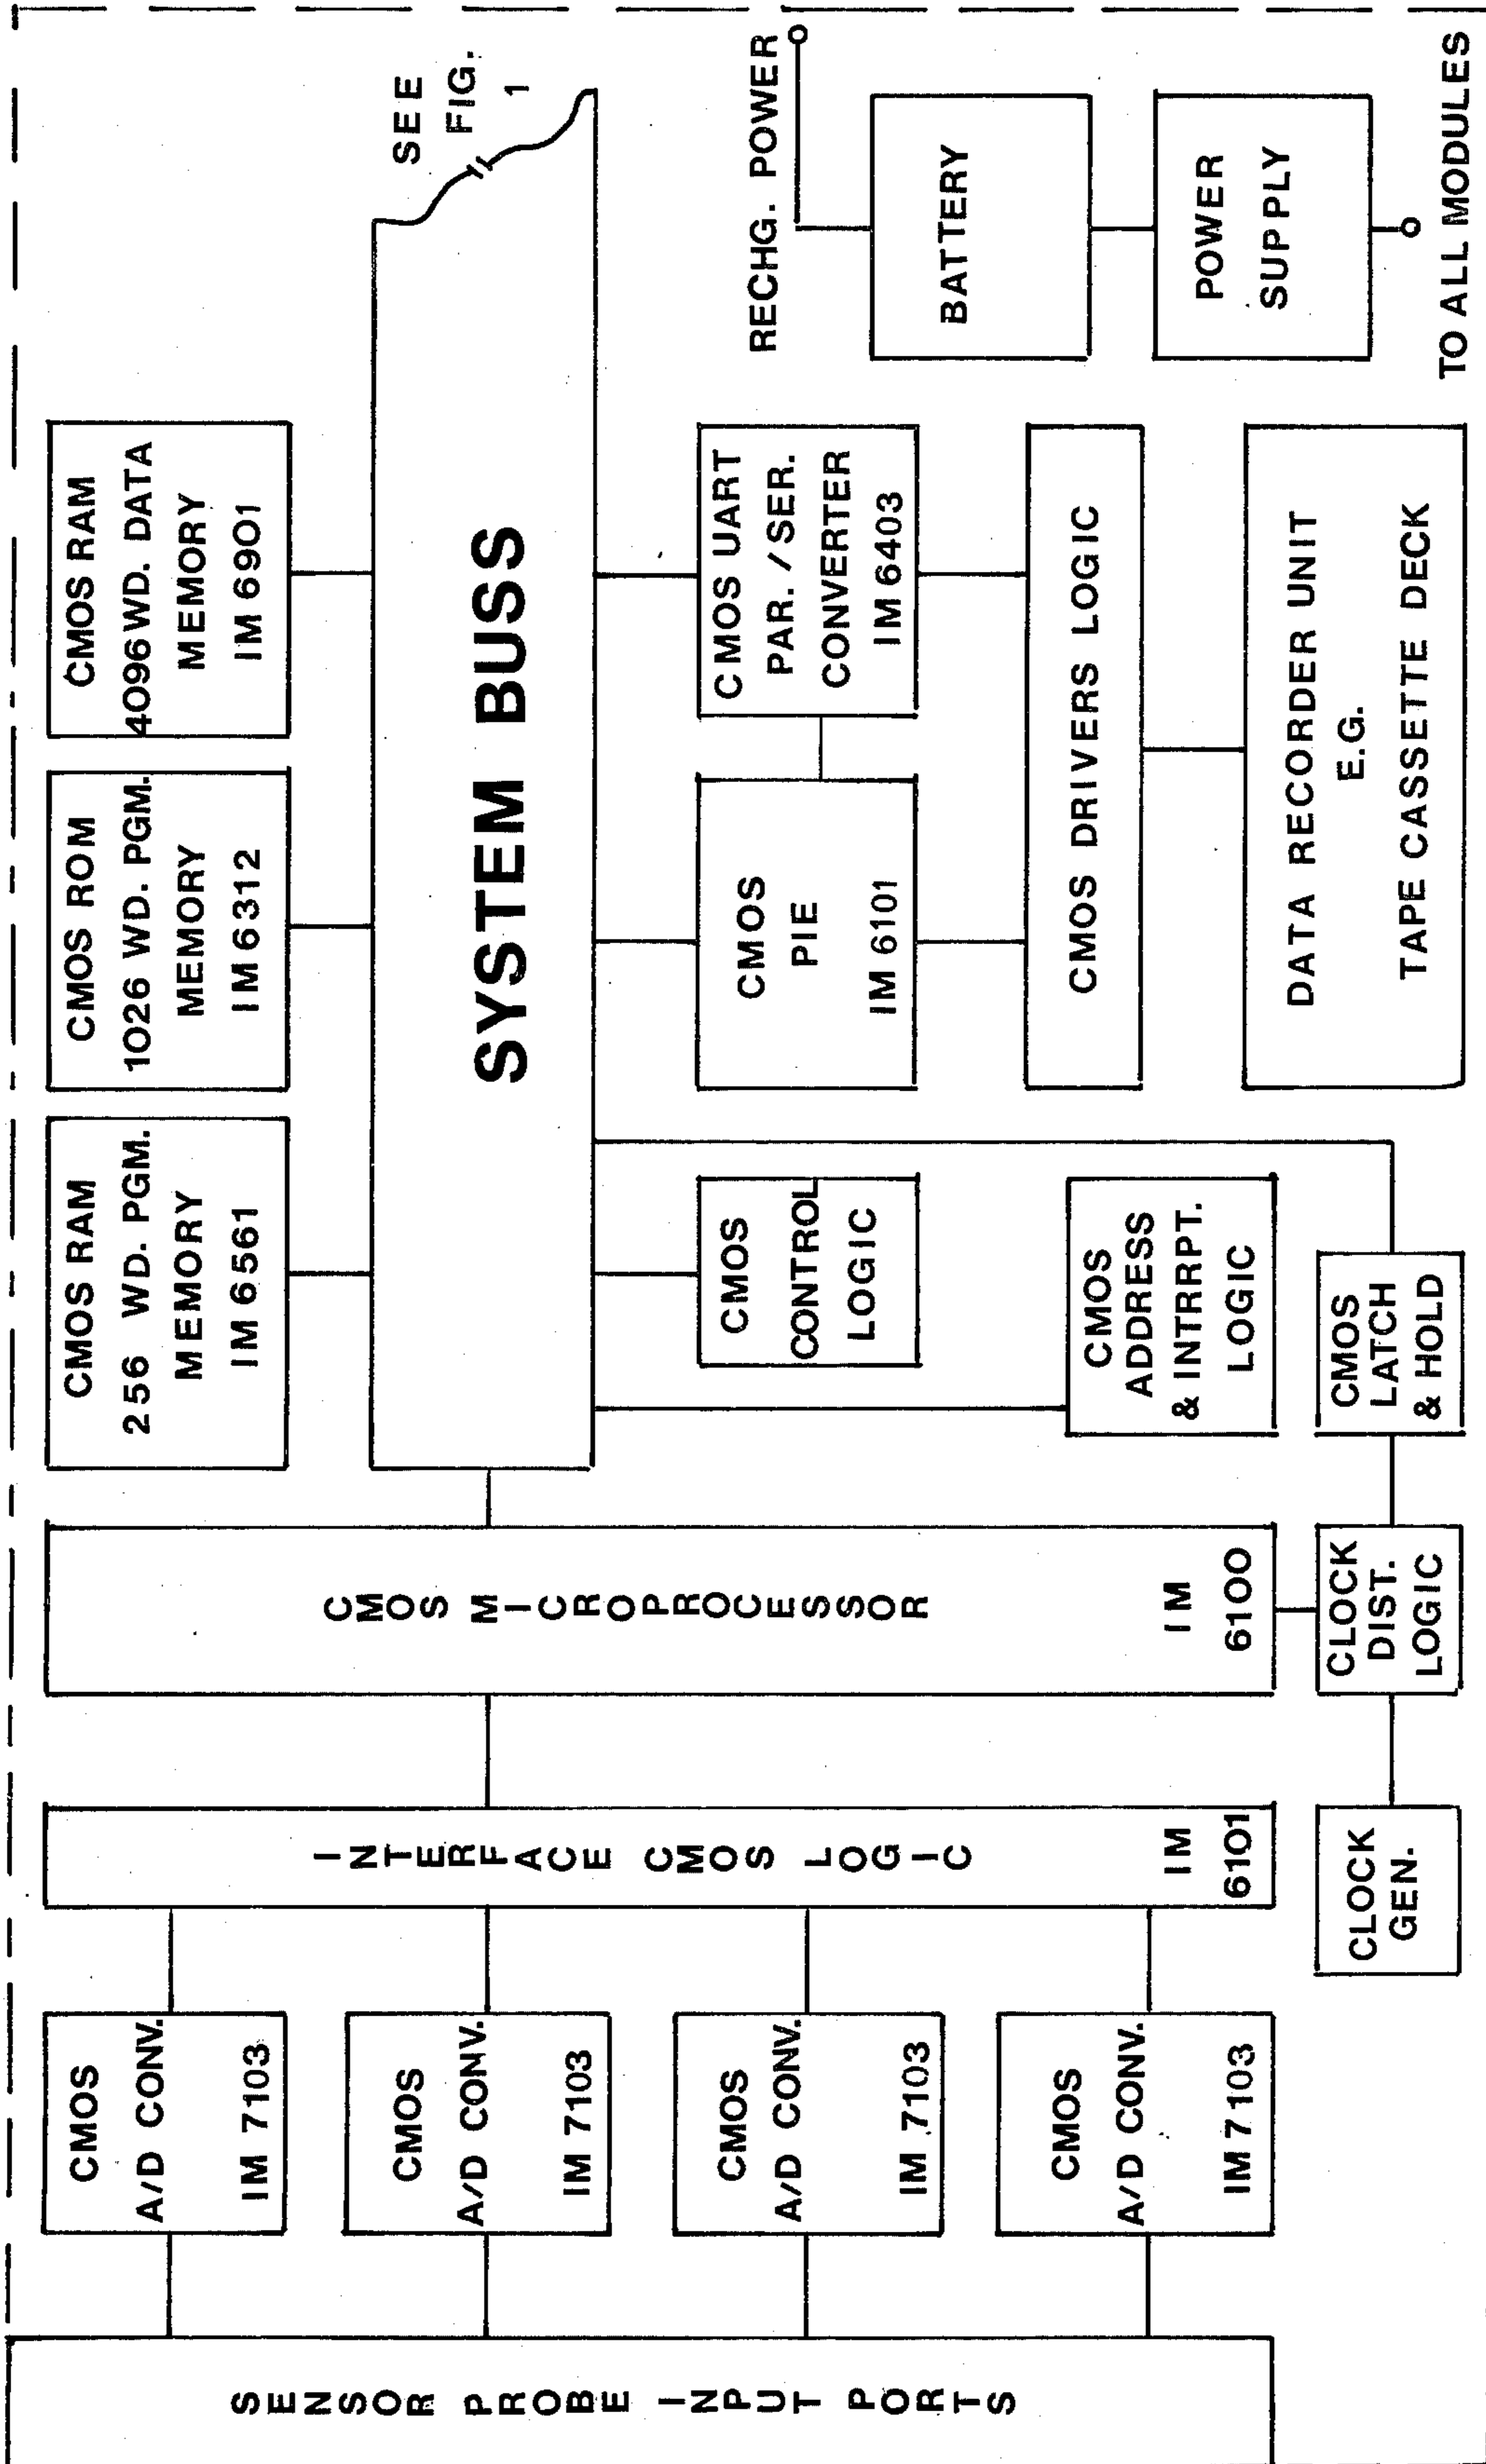 SENSOR PROBE INPUT PORTS
CMOS
A/D CONV.
IM 7103
CMOS
A/D CONV.
IM 7103
CMOS
A/D CONV.
IM 7103
CMOS
A/D CONV.
IM 7103
INTERFACE CMOS LOGIC
IM
6101
CLOCK
GEN.
CMOS MICROPROCESSOR
IM
6100
CLOCK
DIST.
LOGIC
CMOS RAM
256 WD. PGM.
MEMORY
IM 6561
CMOS ROM
1026 WD. PGM.
MEMORY
IM 6312
CMOS RAM
4096 WD. DATA
MEMORY
IM 6901
SYSTEM BUSS
SEE
FIG.
1
CMOS
CONTROL
LOGIC
CMOS
ADDRESS
& INTRRPT.
LOGIC
CMOS
LATCH
& HOLD
CMOS
PIE
IM 6101
CMOS UART
PAR. / SER.
CONVERTER
IM 6403
CMOS DRIVERS LOGIC
DATA RECORDER UNIT
E.G.
TAPE CASSETTE DECK
RECHG. POWER
BATTERY
POWER
SUPPLY
TO ALL MODULES